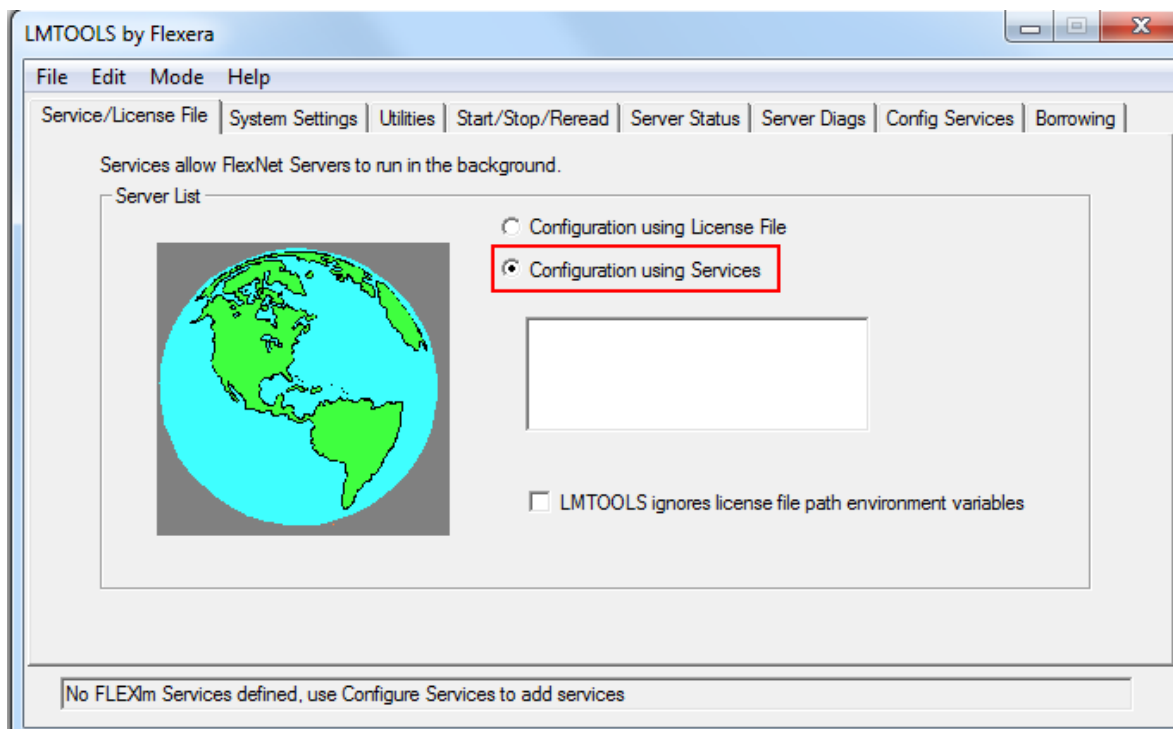 LMTOOLS by Flexera
File Edit Mode Help
Service/License File System Settings Utilities Start/Stop/Reread Server Status Server Diags Config Services Borrowing
Services allow FlexNet Servers to run in the background.
Server List
Configuration using License File
Configuration using Services
LMTOOLS ignores license file path environment variables
No FLEXlm Services defined, use Configure Services to add services